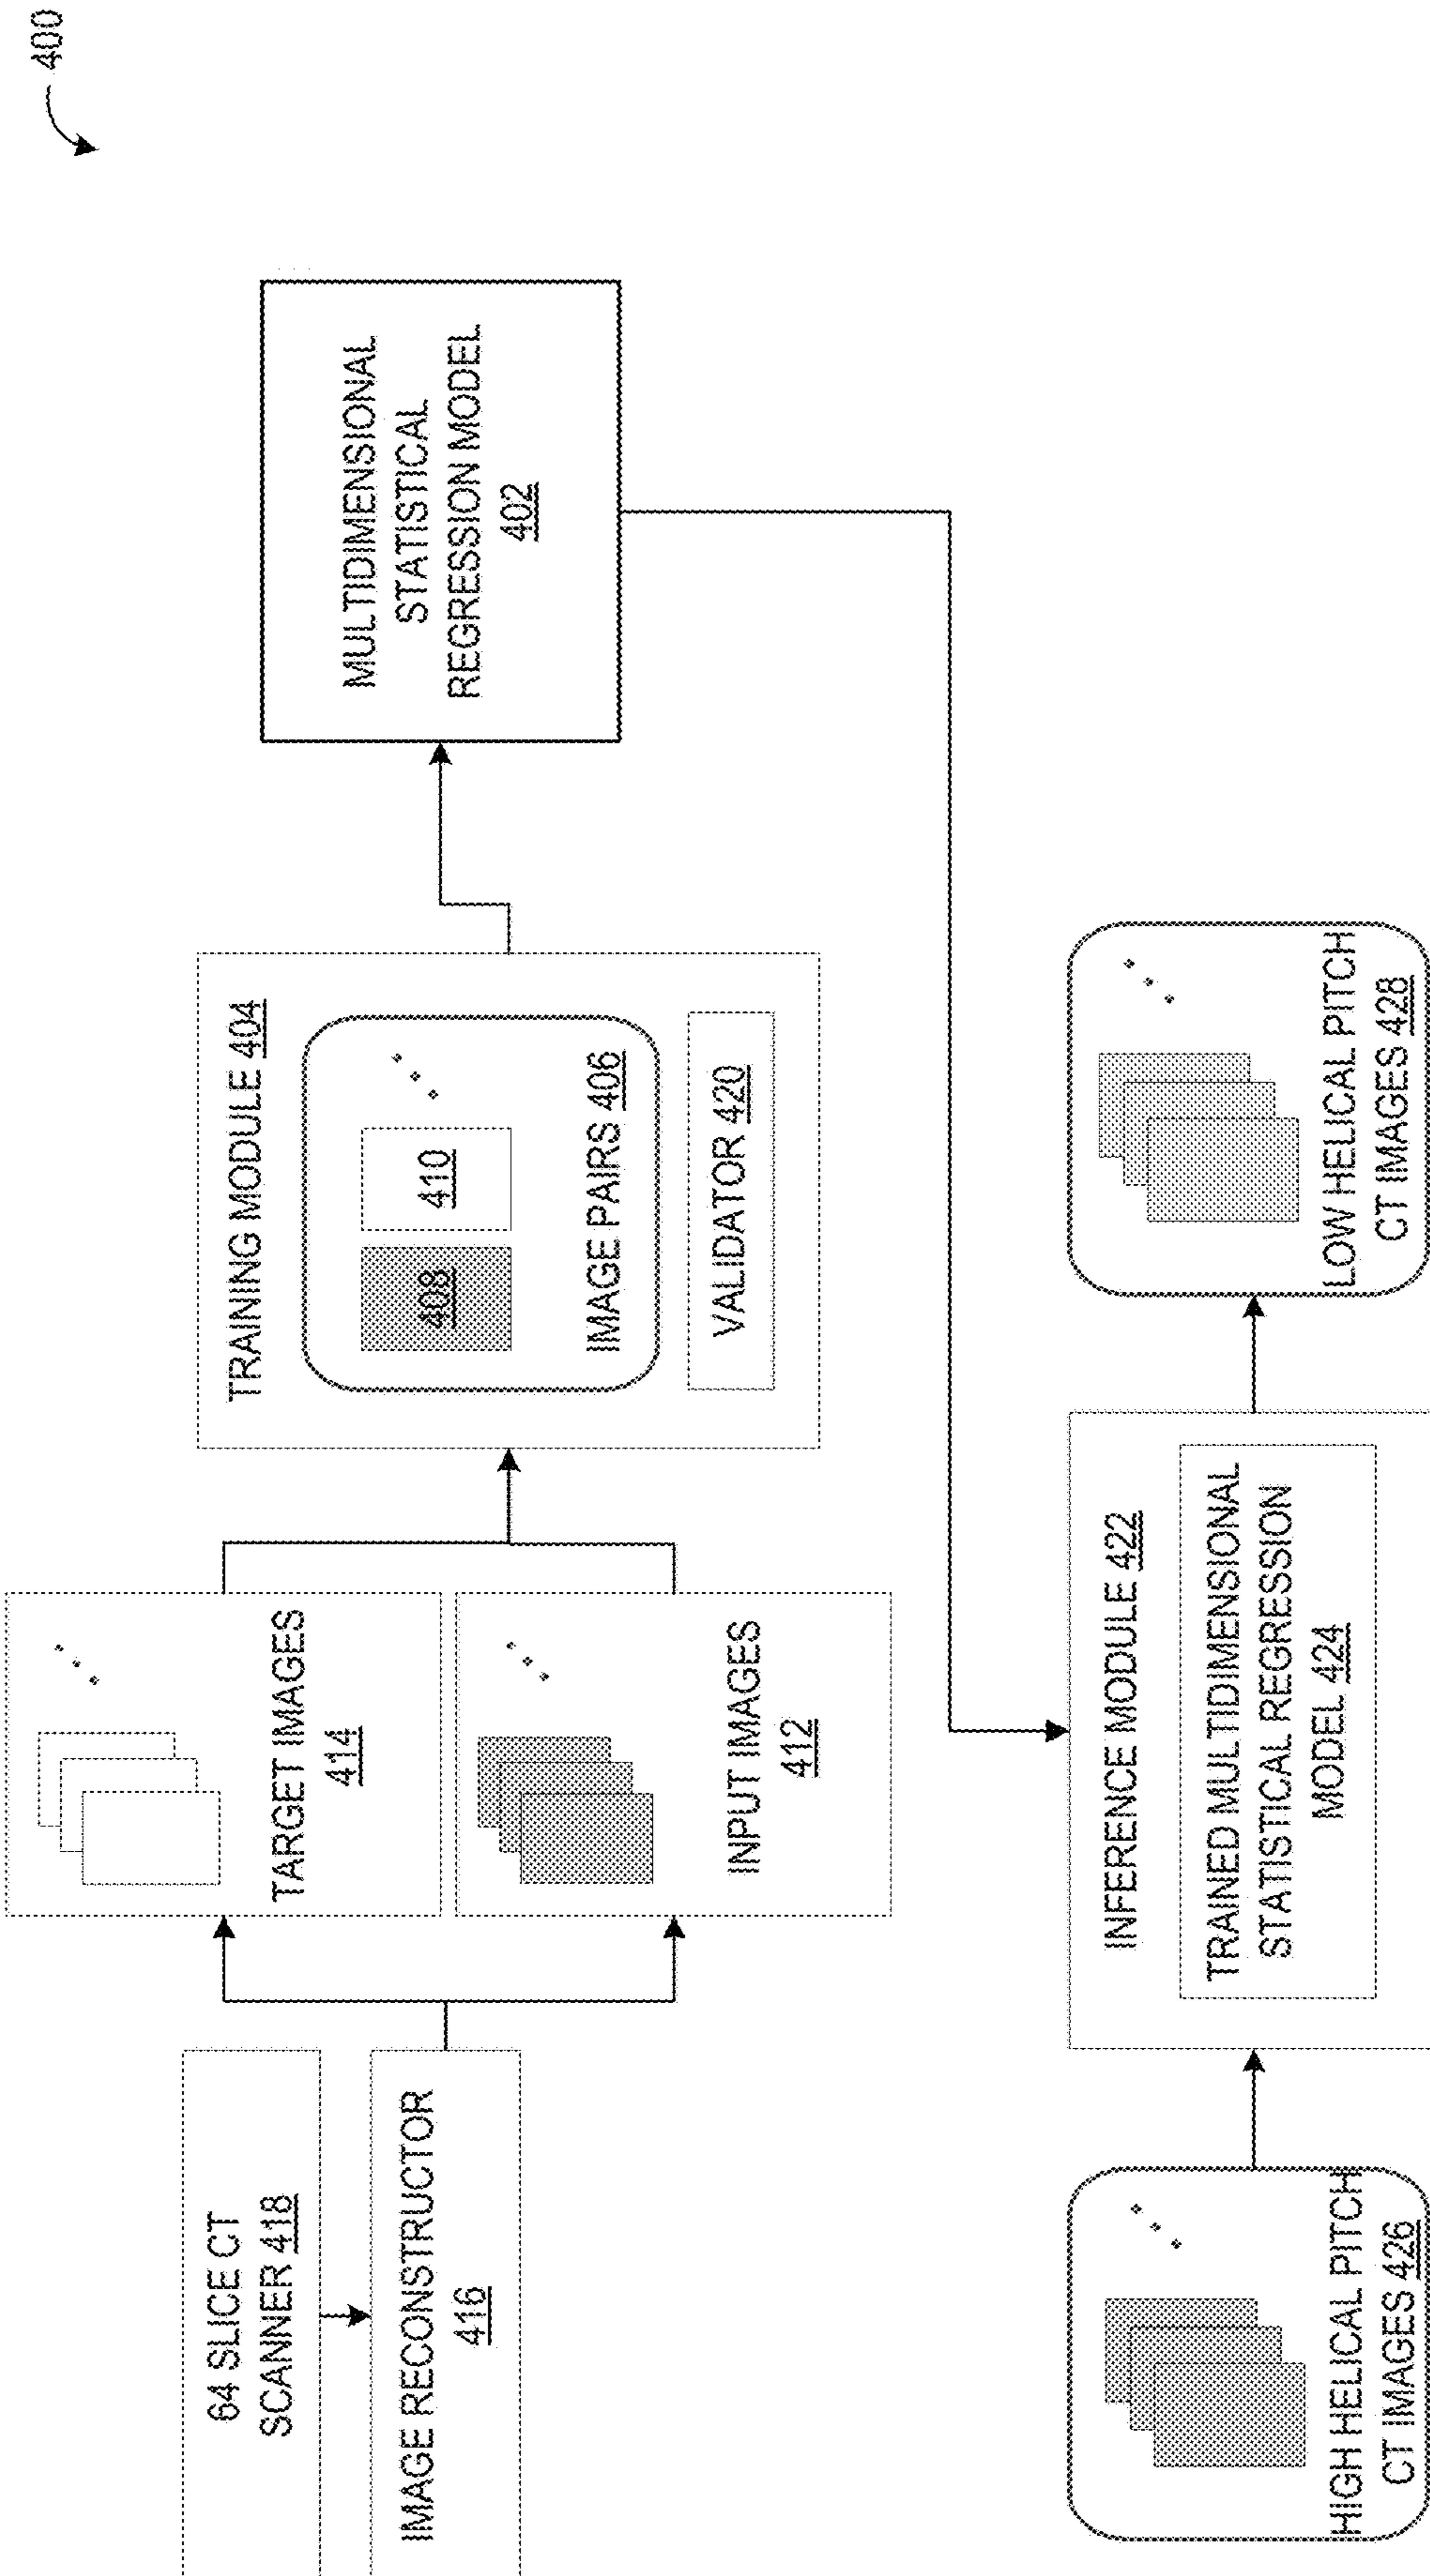 400
64 SLICE CT
SCANNER 418
IMAGE RECONSTRUCTOR
416
TARGET IMAGES
414
INPUT IMAGES
412
TRAINING MODULE 404
408
410
IMAGE PAIRS 406
VALIDATOR 420
MULTIDIMENSIONAL
STATISTICAL
REGRESSION MODEL
402
HIGH HELICAL PITCH
CT IMAGES 426
INFERENCE MODULE 422
TRAINED MULTIDIMENSIONAL
STATISTICAL REGRESSION
MODEL 424
LOW HELICAL PITCH
CT IMAGES 428